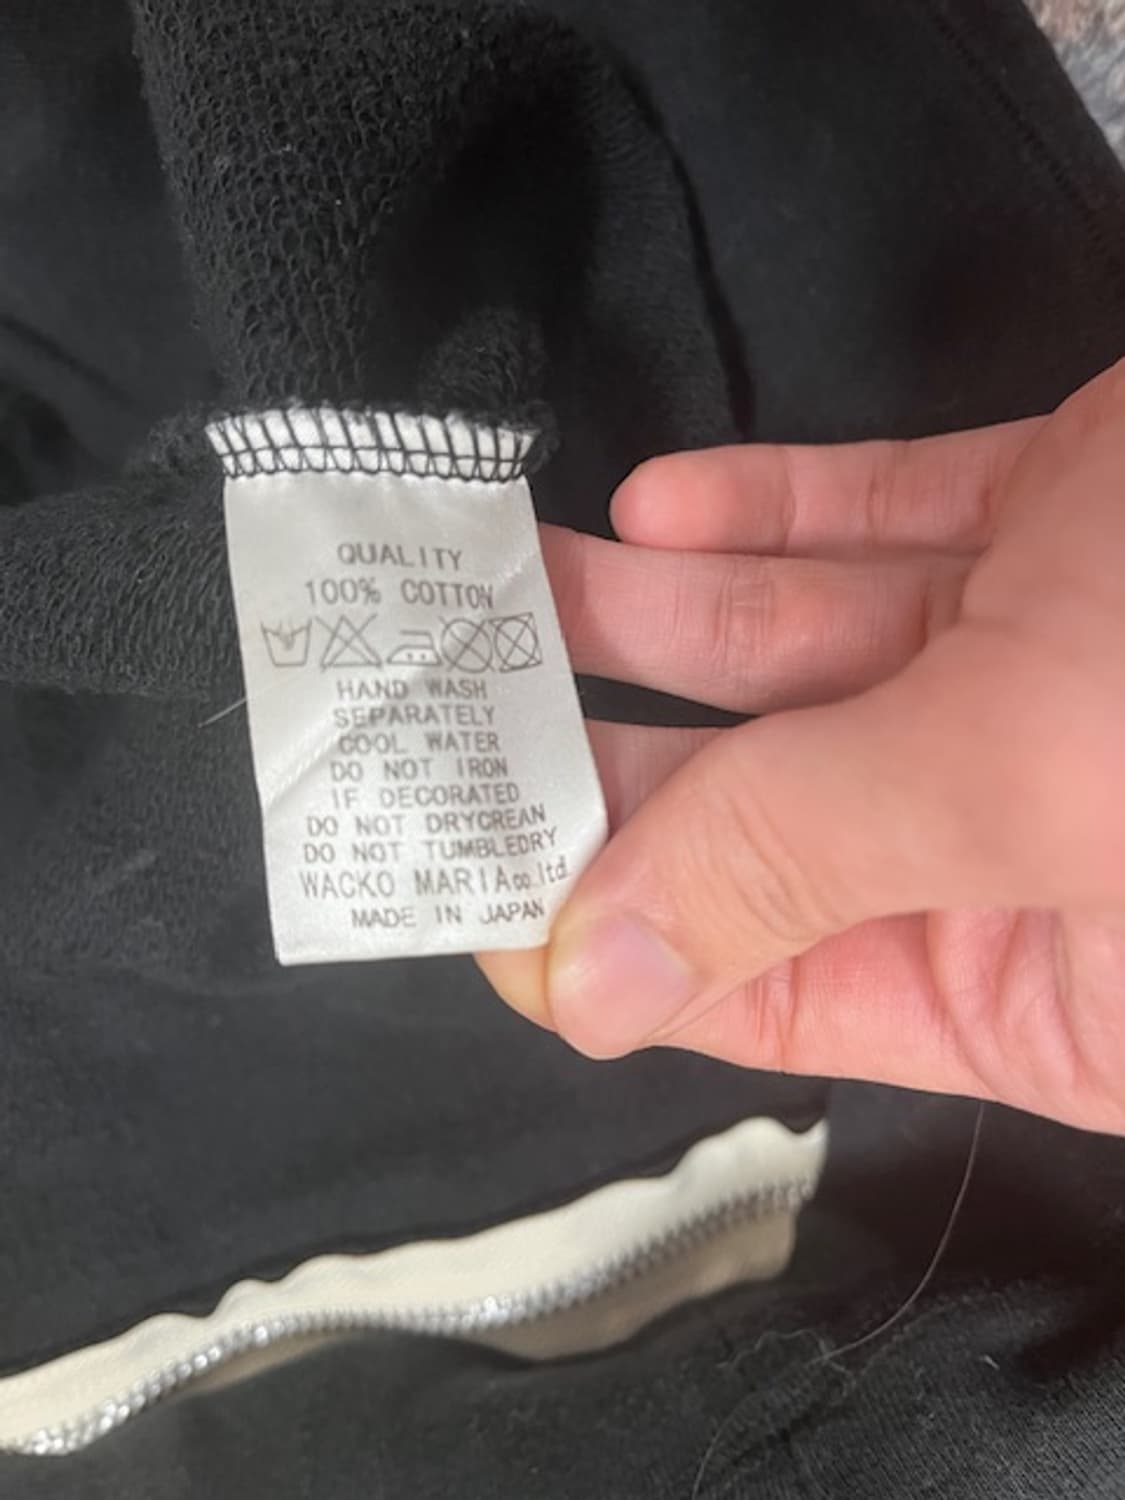 QUALITY
100% COTTON
HAND WASH
SEPARATELY
COOL WATER
DO NOT IRON
IF DECORATED
DO NOT DRYCREAN
DO NOT TUMBLEDRY
WACKO MARIA co.ltd.
MADE IN JAPAN